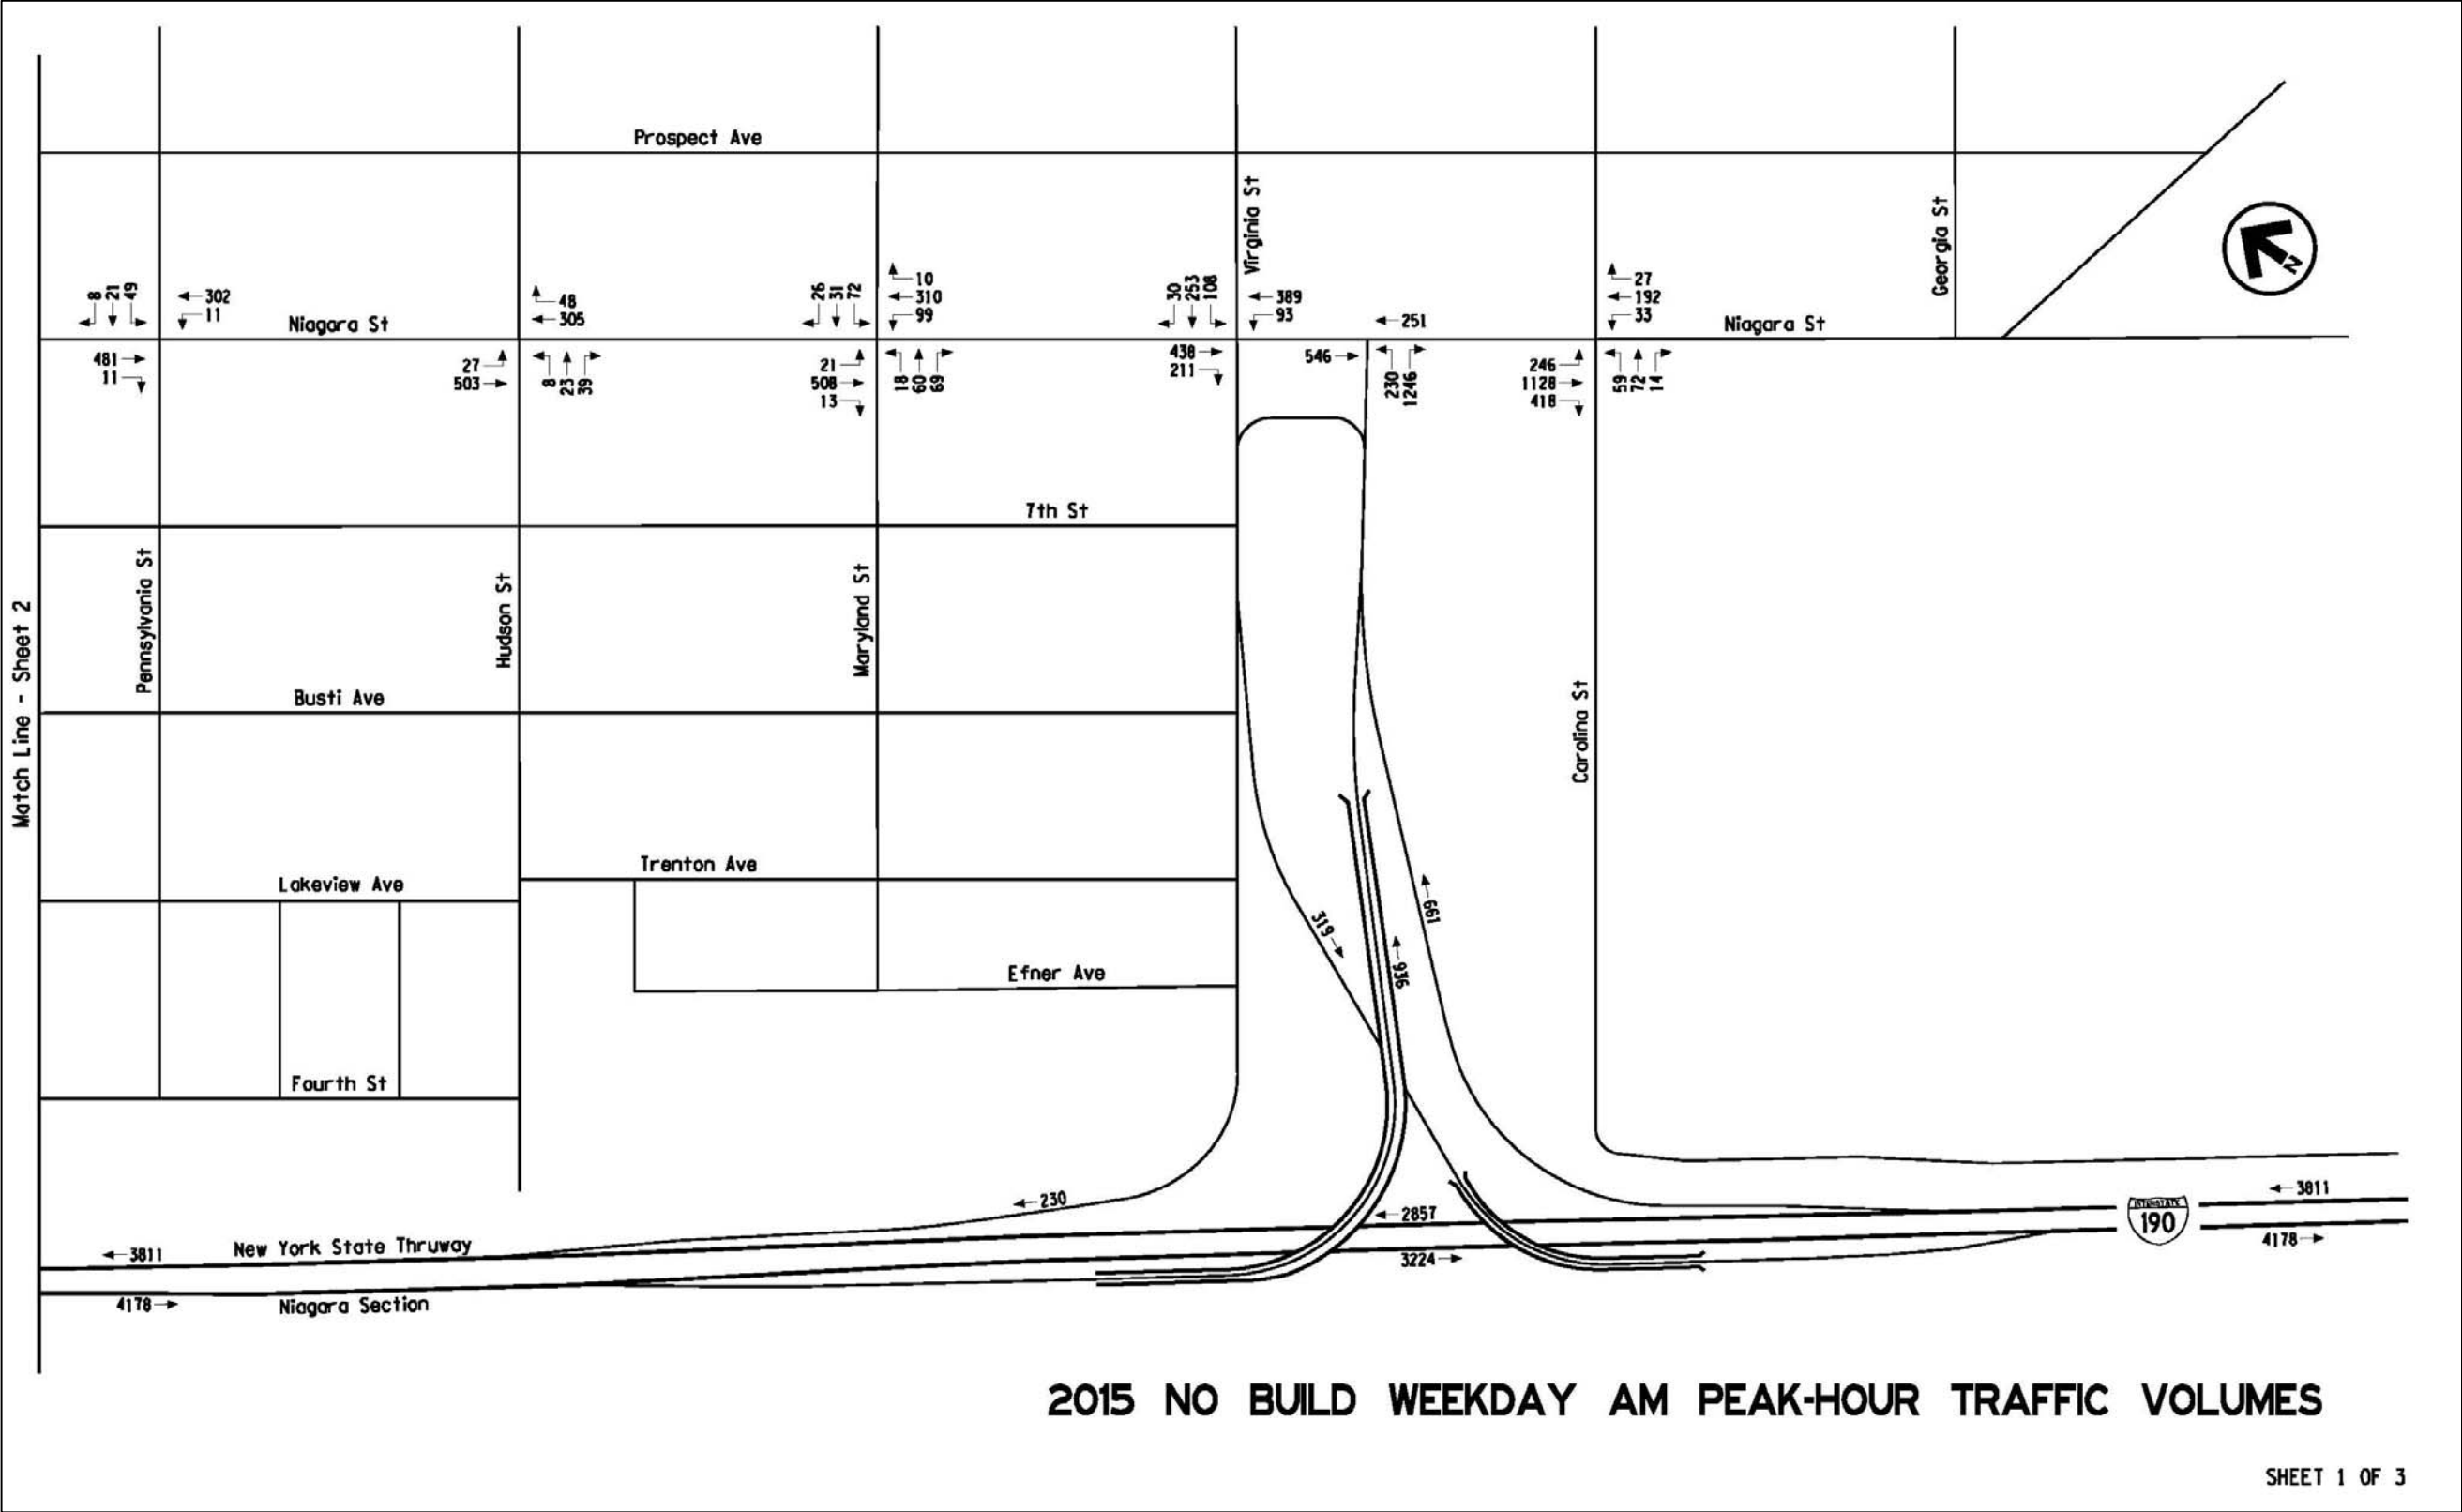 Prospect Ave
Virginia St
Georgia St
N
8
21
49
302
11
Niagara St
48
305
26
31
72
10
310
99
30
253
108
389
93
251
27
192
33
Niagara St
481
11
27
503
8
23
39
21
508
13
18
60
69
438
211
546
230
1246
246
1128
418
59
72
14
7th St
Match Line - Sheet 2
Pennsylvania St
Hudson St
Maryland St
Carolina St
Busti Ave
Trenton Ave
Lakeview Ave
319
Efner Ave
Fourth St
230
2857
3811
INTERSTATE
190
3811
New York State Thruway
3224
4178
4178
Niagara Section
2015 NO BUILD WEEKDAY AM PEAK-HOUR TRAFFIC VOLUMES
SHEET 1 OF 3